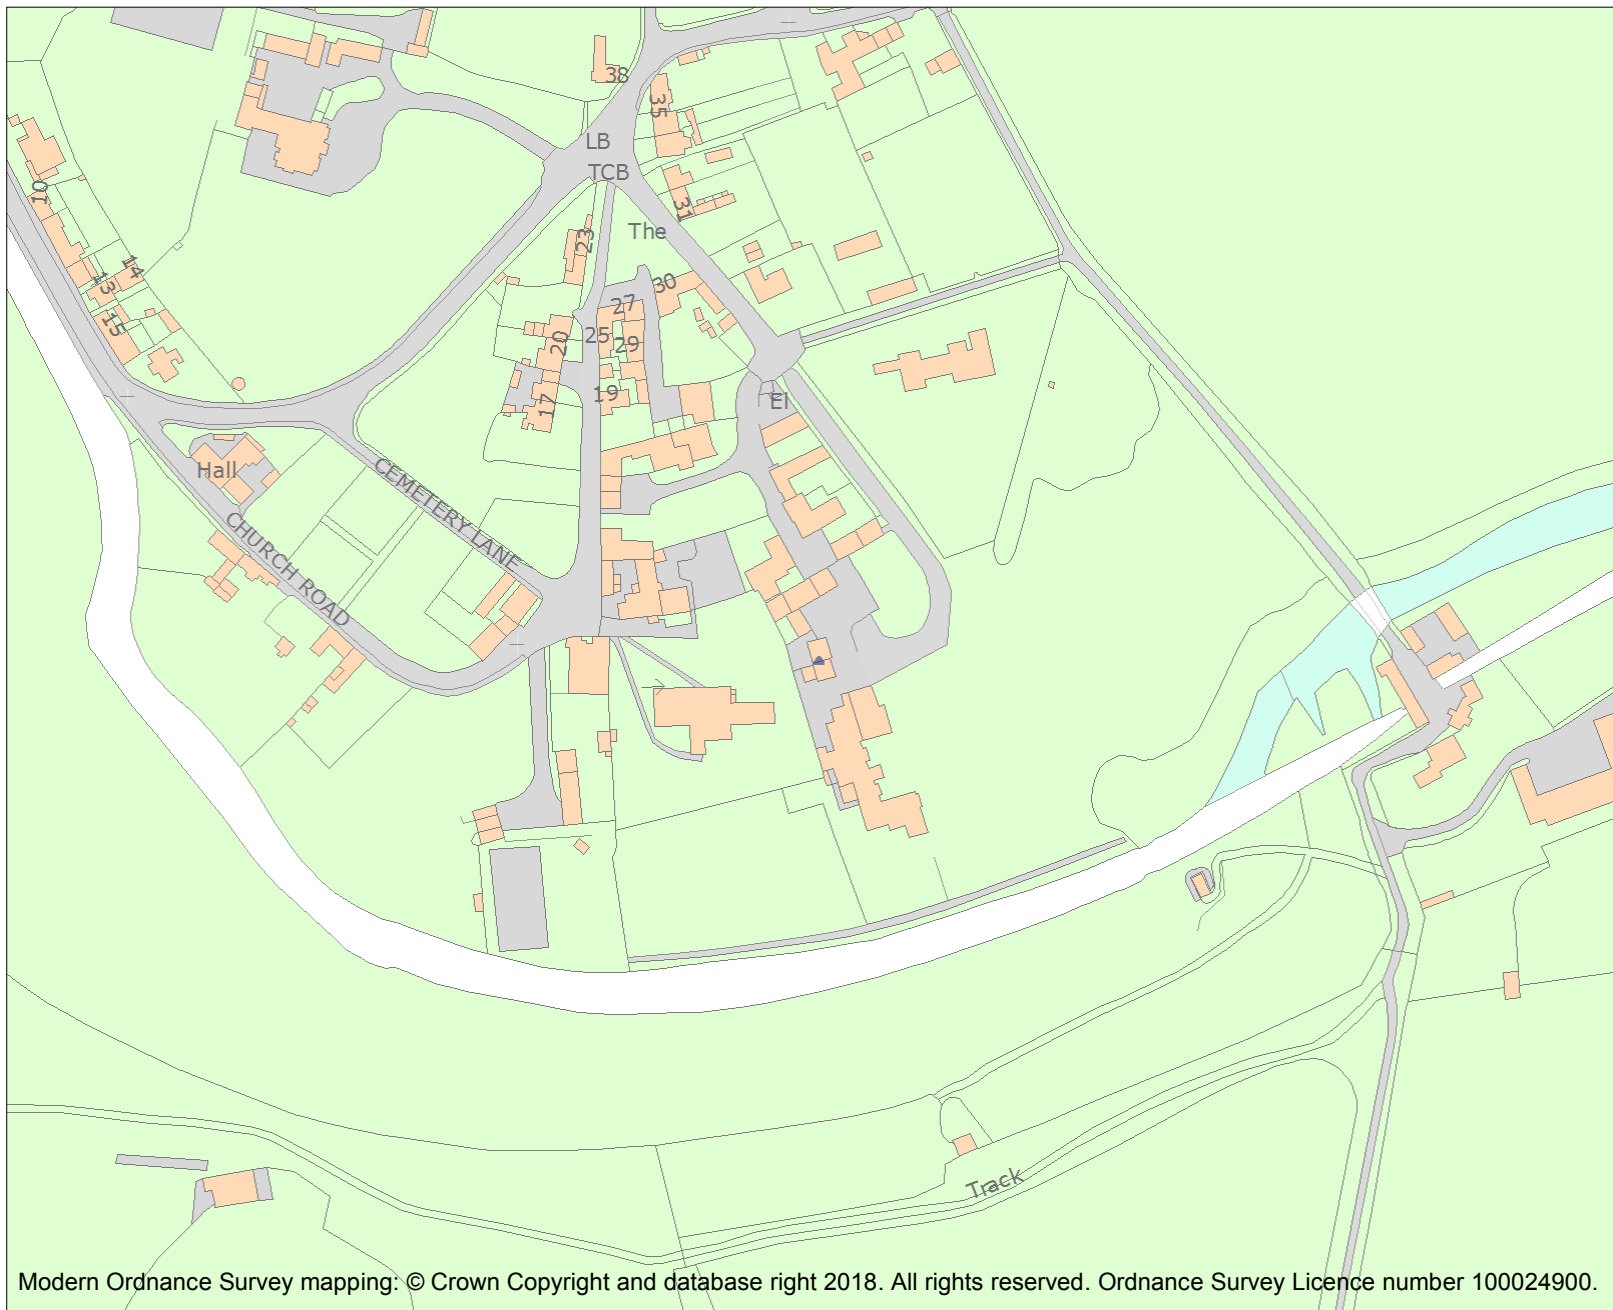 38
35
LB
TCB
10
31
The
23
14
13
30
27
15
25
20
29
19
17
El
Hall
CEMETERY LANE
CHURCH ROAD
Track
Modern Ordnance Survey mapping: © Crown Copyright and database right 2018. All rights reserved. Ordnance Survey Licence number 100024900.